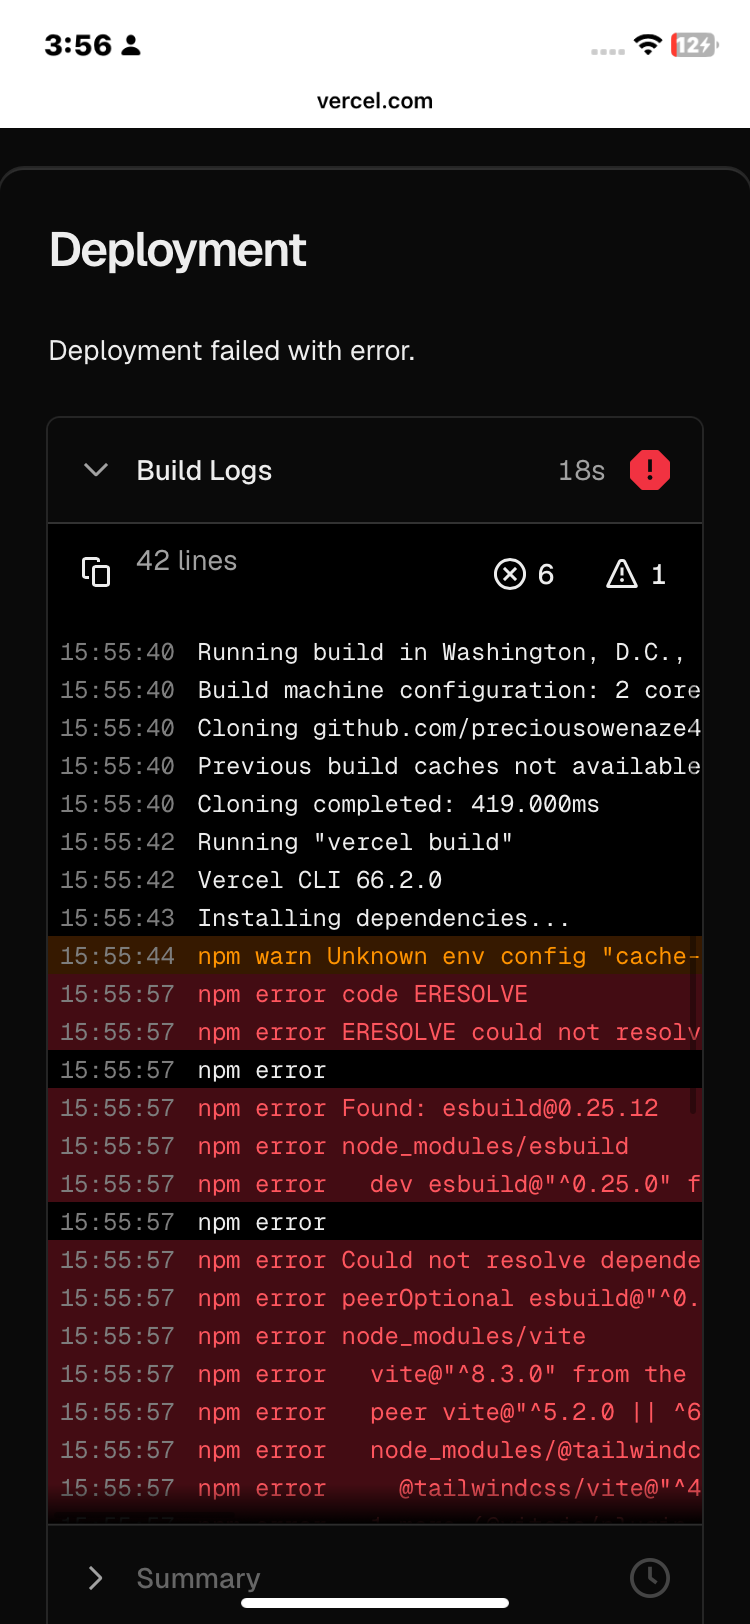 3:56
12
vercel.com
Deployment
Deployment failed with error.
Build Logs
18s
42 lines
6
1
15:55:40 Running build in Washington, D.C.,
15:55:40 Build machine configuration: 2 core
15:55:40 Cloning github.com/preciousowenaze4
15:55:40 Previous build caches not available
15:55:40 Cloning completed: 419.000ms
15:55:42 Running "vercel build"
15:55:42 Vercel CLI 66.2.0
15:55:43 Installing dependencies...
15:55:44 npm warn Unknown env config "cache-
15:55:57 npm error code ERESOLVE
15:55:57 npm error ERESOLVE could not resolv
15:55:57 npm error
15:55:57 npm error Found: esbuild@0.25.12
15:55:57 npm error node_modules/esbuild
15:55:57 npm error   dev esbuild@"^0.25.0" f
15:55:57 npm error
15:55:57 npm error Could not resolve depende
15:55:57 npm error peerOptional esbuild@"^0.
15:55:57 npm error node_modules/vite
15:55:57 npm error   vite@"^8.3.0" from the
15:55:57 npm error   peer vite@"^5.2.0 || ^6
15:55:57 npm error   node_modules/@tailwindc
15:55:57 npm error     @tailwindcss/vite@"^4
Summary